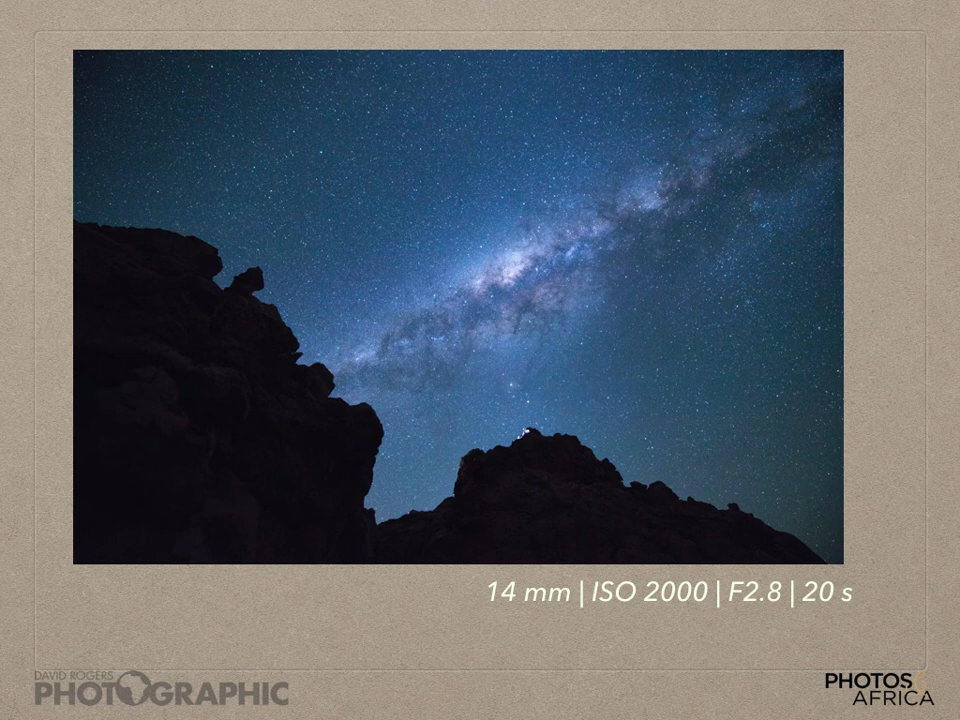 14 mm | ISO 2000 | F2.8 | 20 s
DAVID ROGERS
PHOTOGRAPHIC
PHOTOS
AFRICA